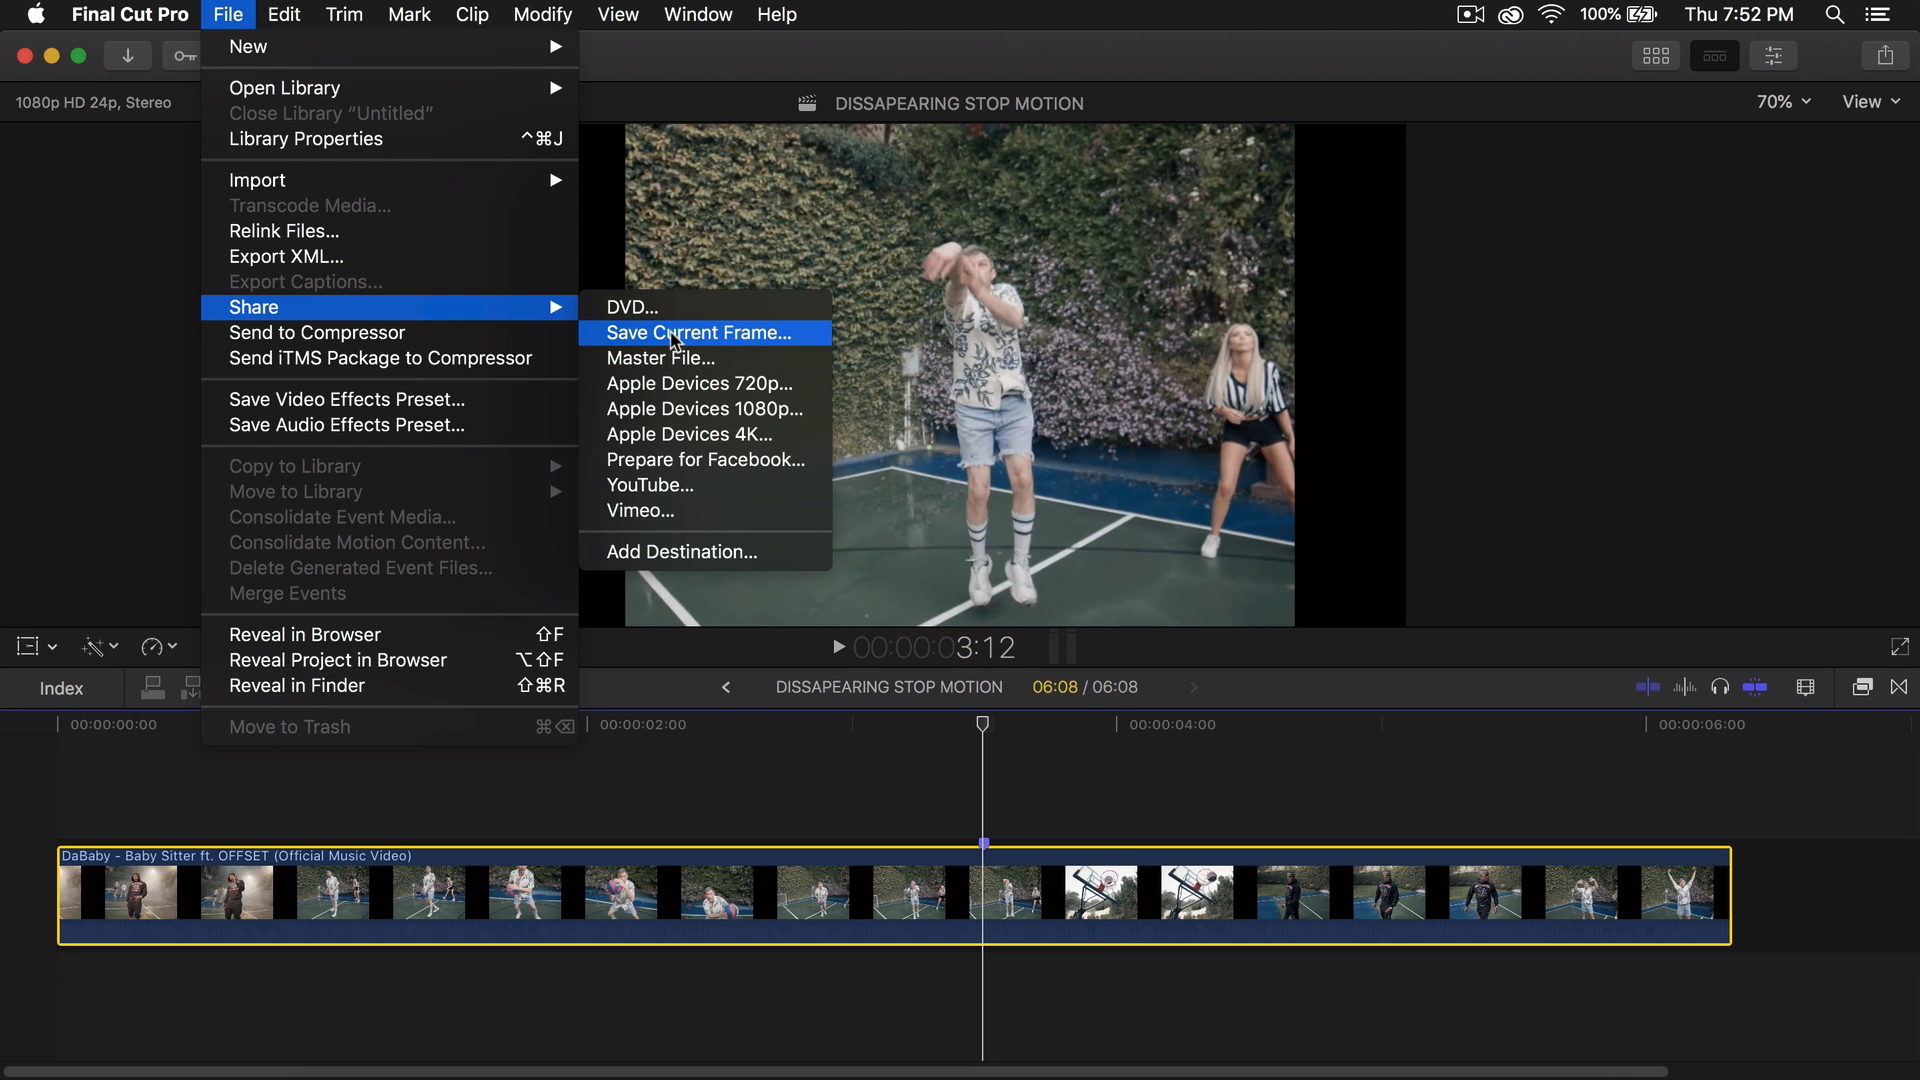 Final Cut Pro File Edit Trim Mark Clip Modify View Window Help 100% Thu 7:52 PM
New
Open Library
Close Library “Untitled”
Library Properties ^⌘J
Import
Transcode Media...
Relink Files...
Export XML...
Export Captions...
Share
Send to Compressor
Send iTMS Package to Compressor
Save Video Effects Preset...
Save Audio Effects Preset...
Copy to Library
Move to Library
Consolidate Event Media...
Consolidate Motion Content...
Delete Generated Event Files...
Merge Events
Reveal in Browser ⇧F
Reveal Project in Browser ⌥⇧F
Reveal in Finder ⇧⌘R
Move to Trash ⌘⌫
DVD...
Save Current Frame...
Master File...
Apple Devices 720p...
Apple Devices 1080p...
Apple Devices 4K...
Prepare for Facebook...
YouTube...
Vimeo...
Add Destination...
1080p HD 24p, Stereo
DISSAPEARING STOP MOTION
70% View
00:00:03:12
Index
DISSAPEARING STOP MOTION 06:08 / 06:08
00:00:00:00 00:00:02:00 00:00:04:00 00:00:06:00
DaBaby - Baby Sitter ft. OFFSET (Official Music Video)